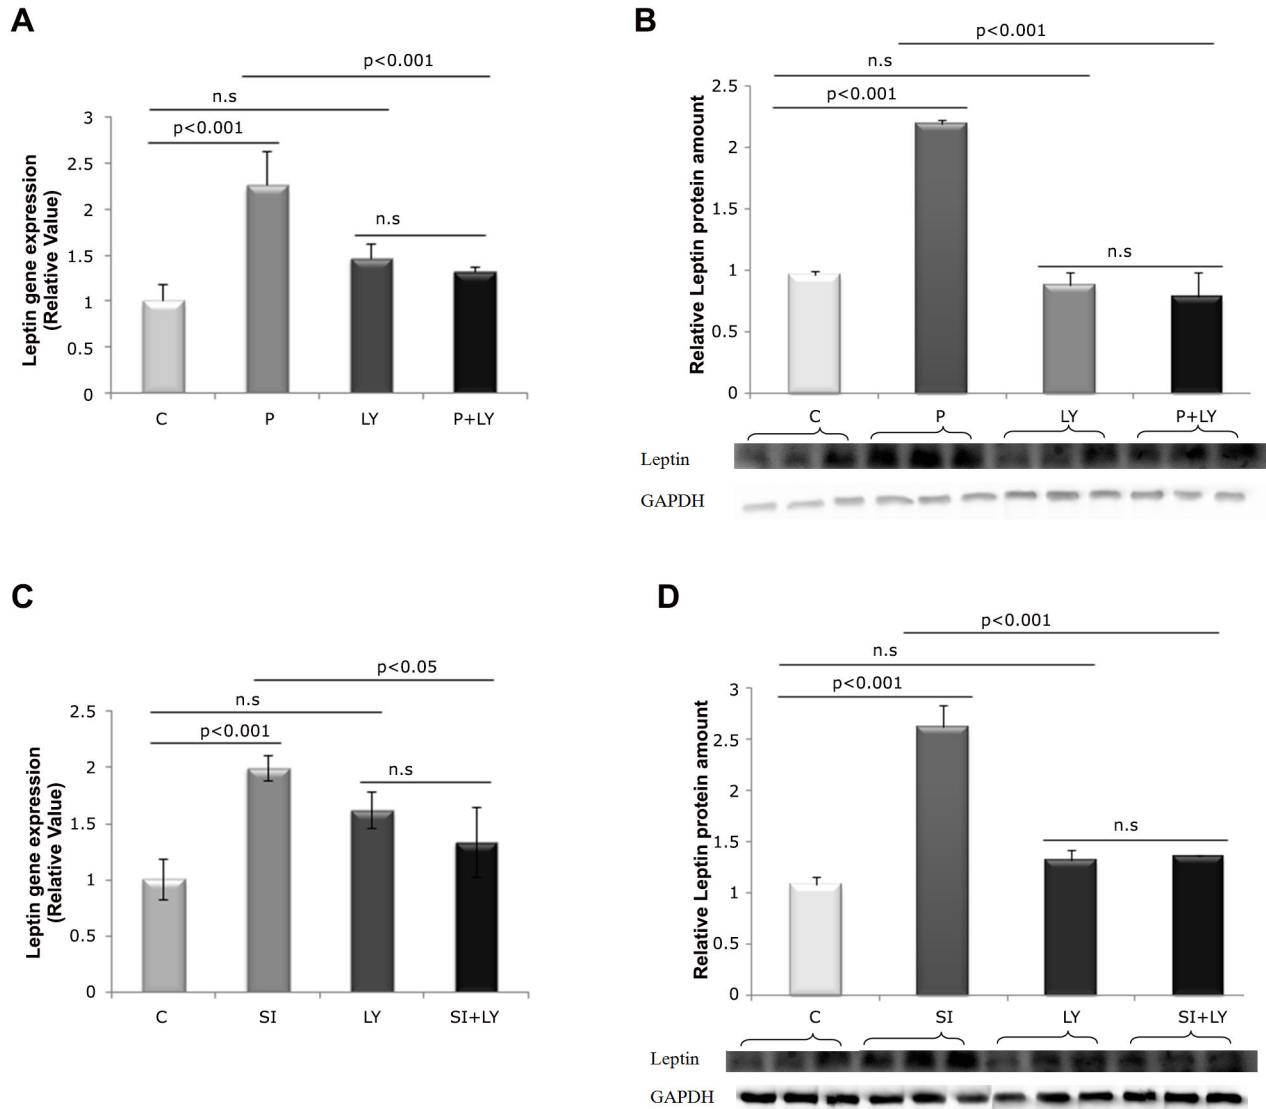 A
p<0.001
n.s
p<0.001
Leptin gene expression
(Relative Value)
3
2.5
2
1.5
1
0.5
0
n.s
C P LY P+LY
B
p<0.001
n.s
p<0.001
Relative Leptin protein amount
2.5
2
1.5
1
0.5
0
n.s
C P LY P+LY
Leptin
GAPDH
C
p<0.05
n.s
p<0.001
Leptin gene expression
(Relative Value)
2.5
2
1.5
1
0.5
0
n.s
C SI LY SI+LY
D
p<0.001
n.s
p<0.001
Relative Leptin protein amount
3
2.5
2
1.5
1
0.5
0
n.s
C SI LY SI+LY
Leptin
GAPDH